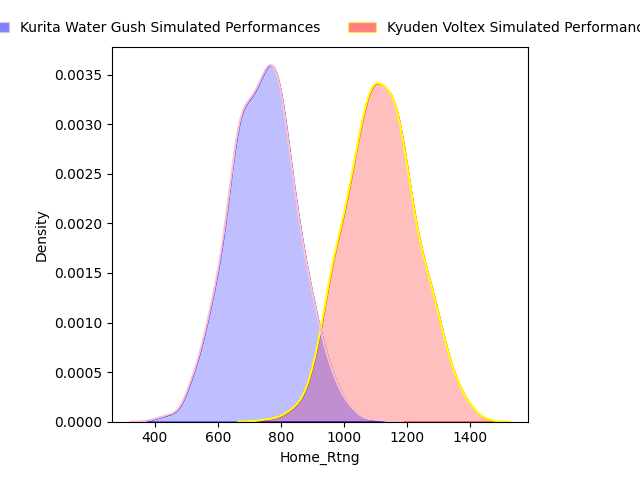 Kurita Water Gush Simulated Performances Kyuden Voltex Simulated
0.0035
0.0030
0.0025
0.0020
0.0015
0.0010
0.0005
0.0000
Density
400 600 800 1000 1200 1400
Home_Rtng